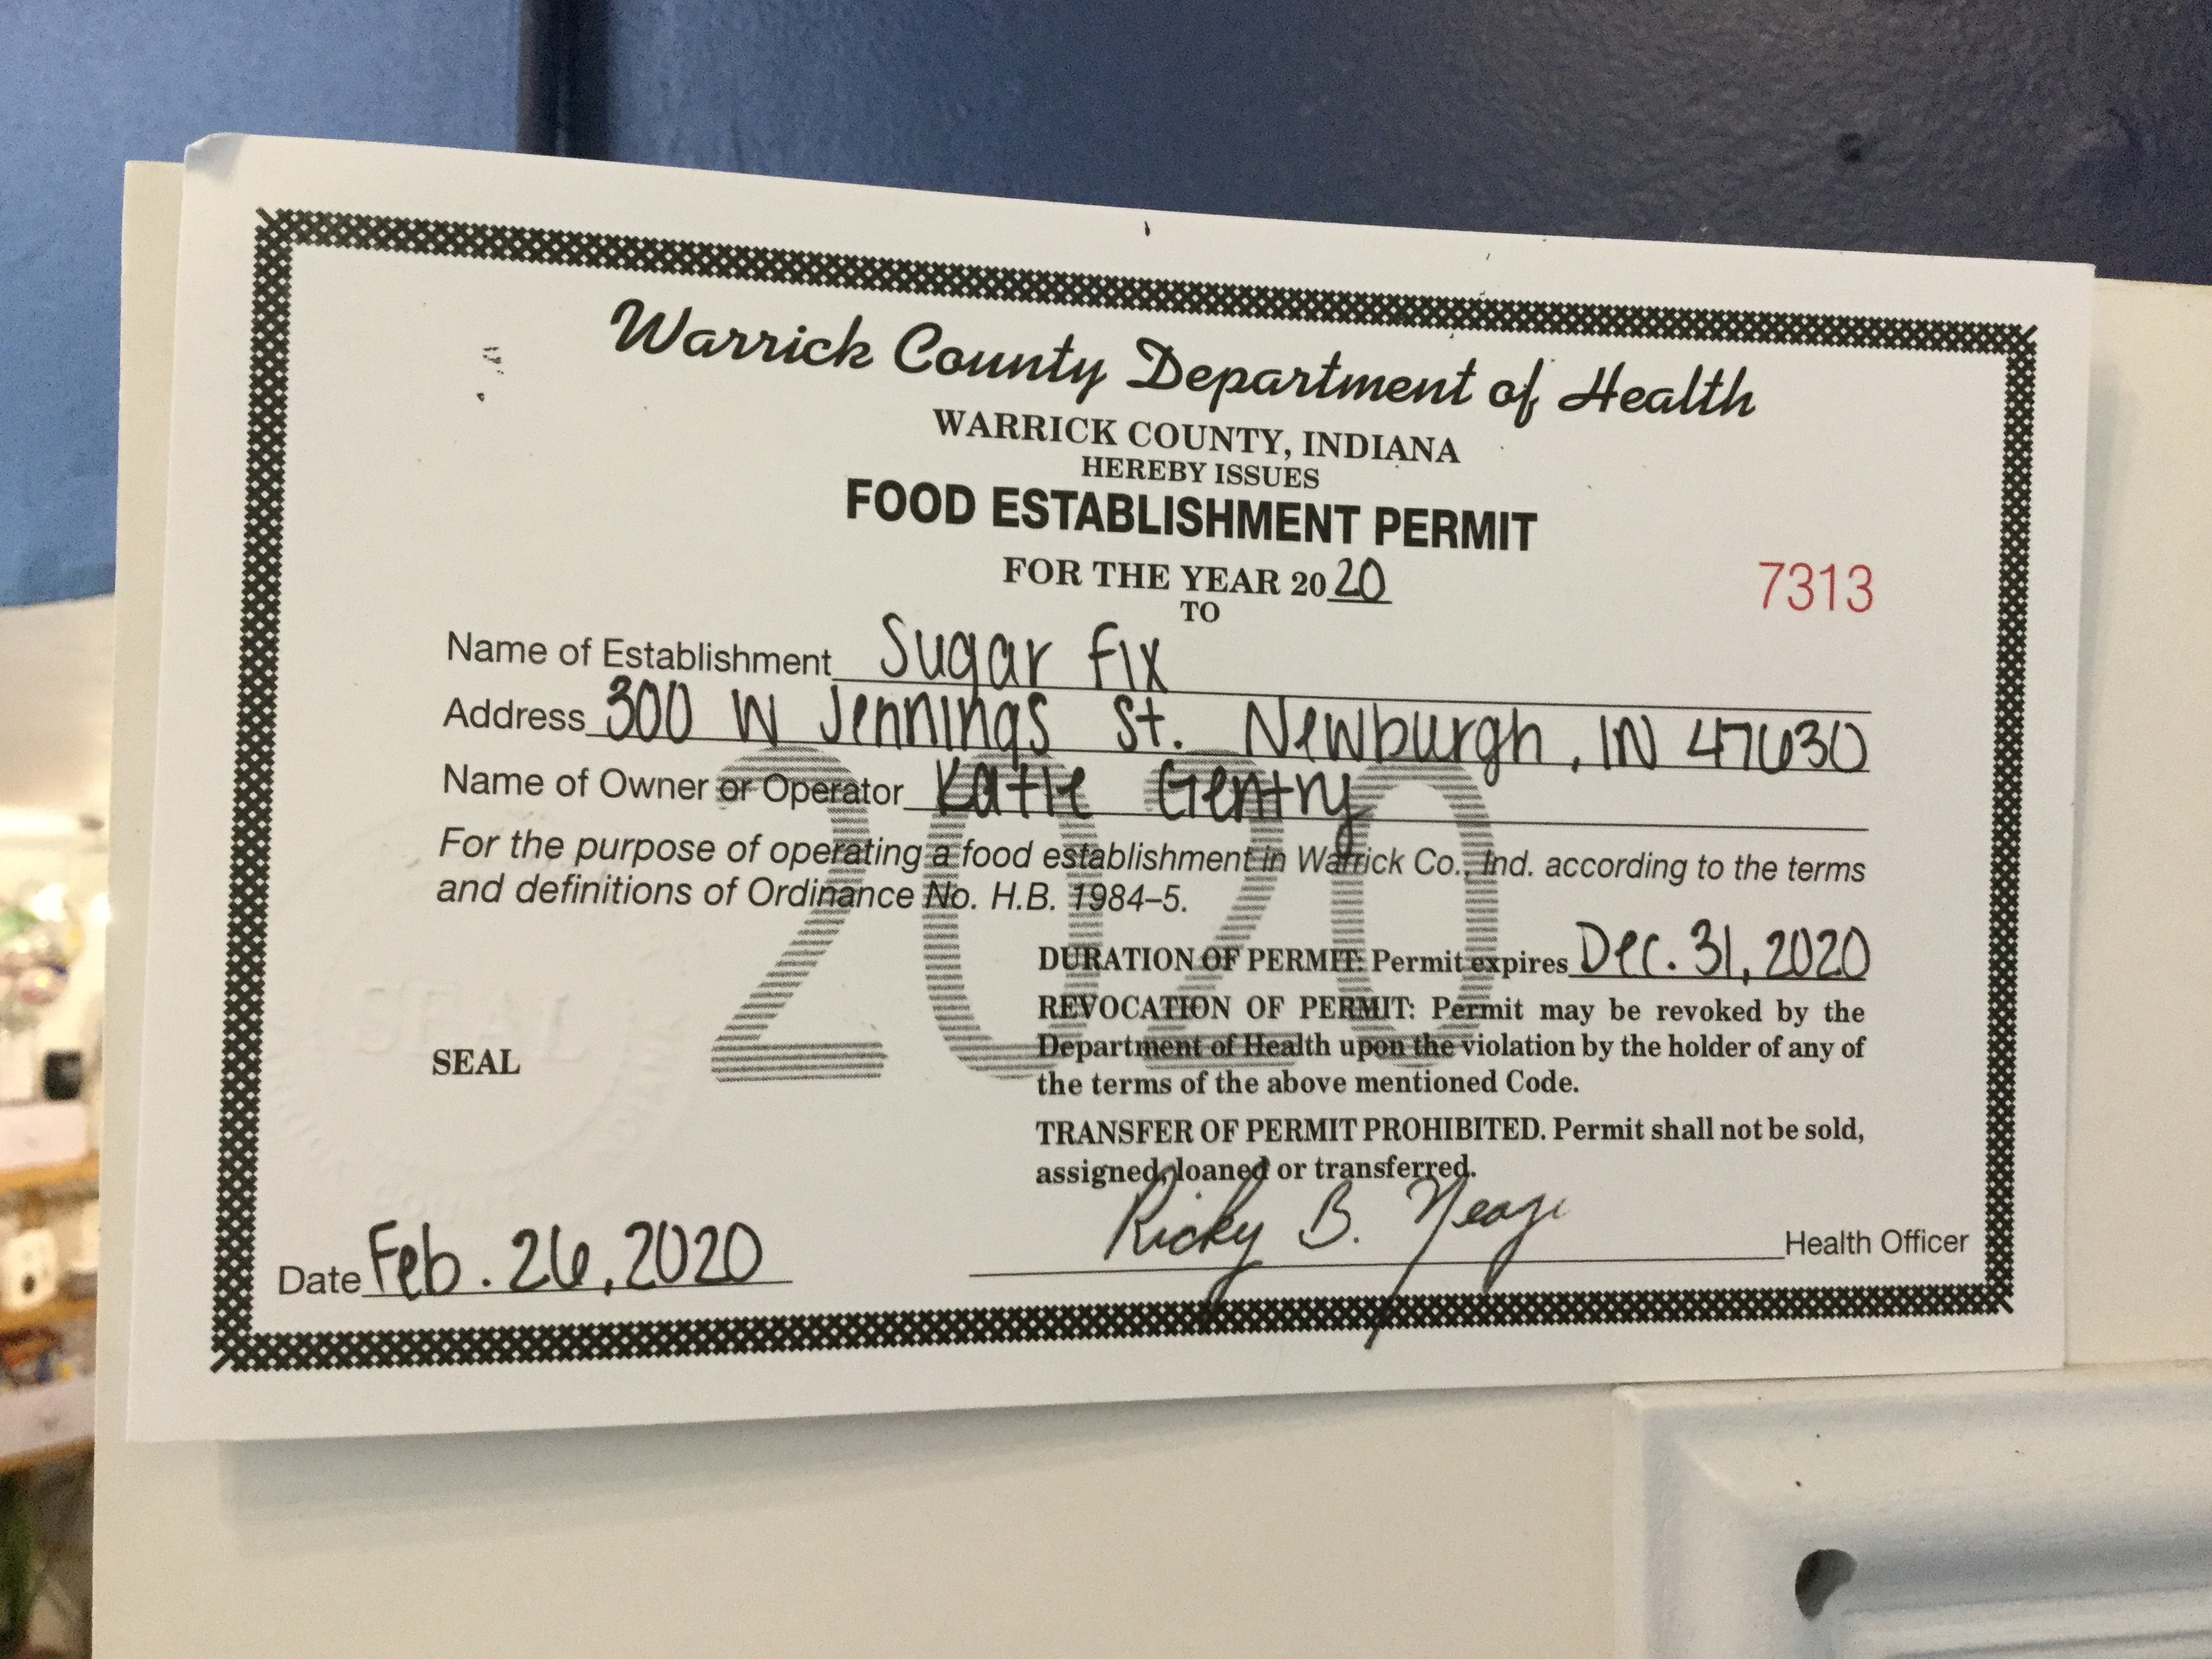 Warrick County Department of Health
WARRICK COUNTY, INDIANA
HEREBY ISSUES
FOOD ESTABLISHMENT PERMIT
FOR THE YEAR 2020
7313
TO
Name of Establishment Sugar Fix
Address 300 W Jennings St. Newburgh, IN 47630
Name of Owner or Operator Katie Gentry
2020
For the purpose of operating a food establishment in Warrick Co., Ind. according to the terms
and definitions of Ordinance No. H.B. 1984–5.
DURATION OF PERMIT: Permit expires Dec. 31, 2020
REVOCATION OF PERMIT: Permit may be revoked by the
Department of Health upon the violation by the holder of any of
the terms of the above mentioned Code.
TRANSFER OF PERMIT PROHIBITED. Permit shall not be sold,
assigned, loaned or transferred.
SEAL
SEAL
Date Feb. 26, 2020
Ricky B. Health Officer